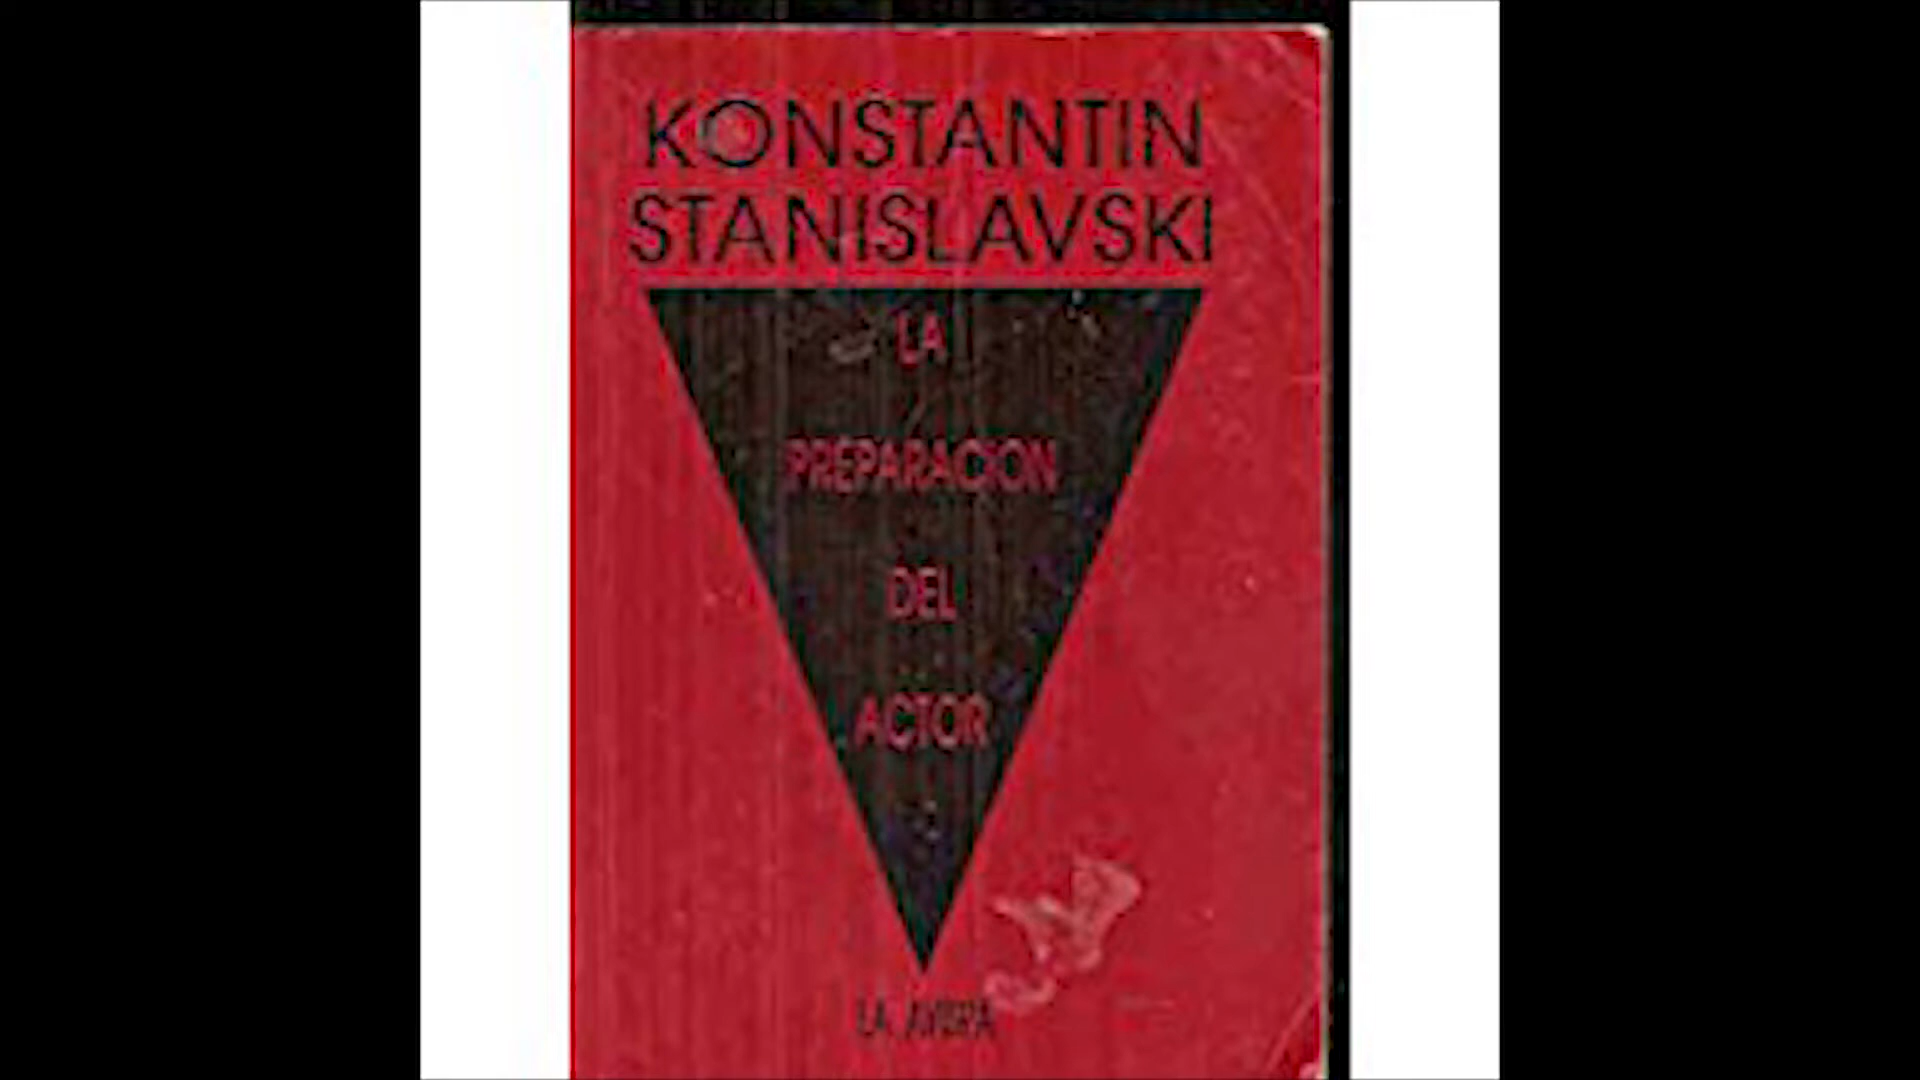 KONSTANTIN
STANISLAVSKI
LA
PREPARACION
DEL
ACTOR
LA AVISPA